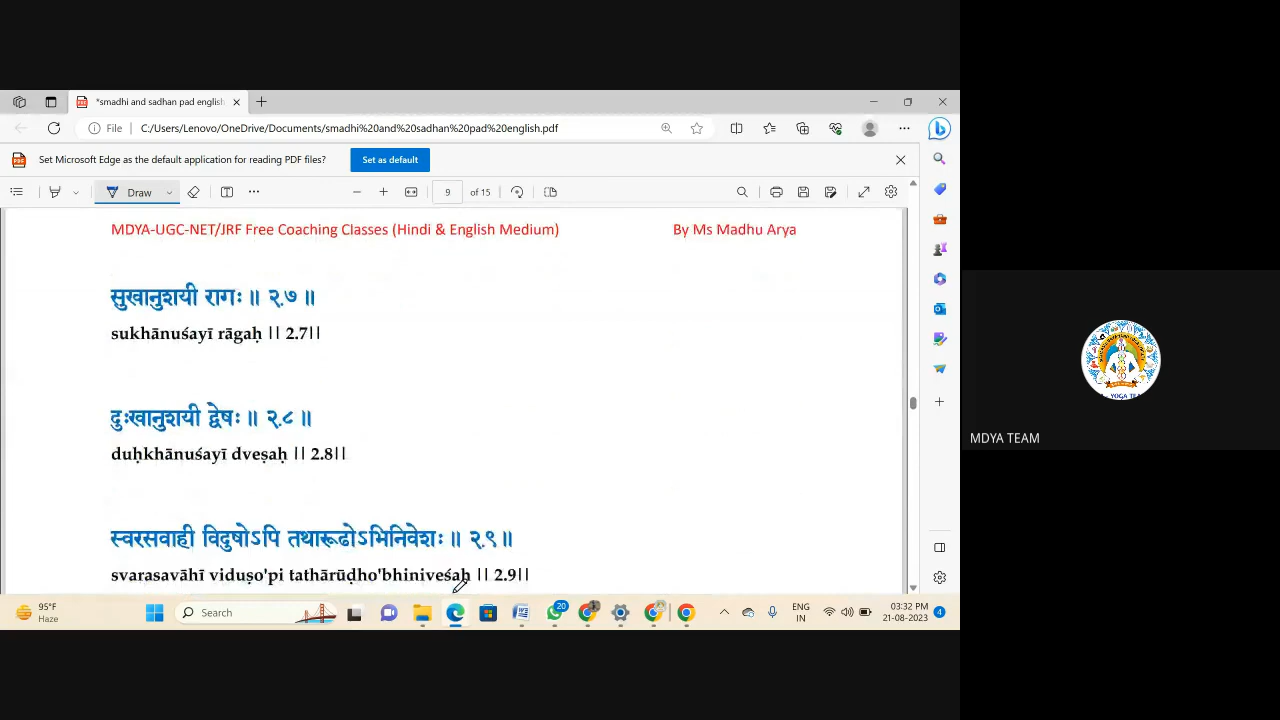 *smadhi and sadhan pad english
File
C:/Users/Lenovo/OneDrive/Documents/smadhi%20and%20sadhan%20pad%20english.pdf
Set Microsoft Edge as the default application for reading PDF files?
Set as default
Draw
9
of 15
MDYA-UGC-NET/JRF Free Coaching Classes (Hindi & English Medium) By Ms Madhu Arya
सुखानुशयी रागः ॥ २.७ ॥
sukhānuśayī rāgaḥ || 2.7||
दुःखानुशयी द्वेषः ॥ २.८ ॥
duḥkhānuśayī dveṣaḥ || 2.8||
स्वरसवाही विदुषोऽपि तथारूढोऽभिनिवेशः ॥ २.९ ॥
svarasavāhī viduṣo'pi tathārūḍho'bhiniveśaḥ || 2.9||
MDYA TEAM
95°F
Haze
Search
20
ENG
IN
03:32 PM
21-08-2023
4